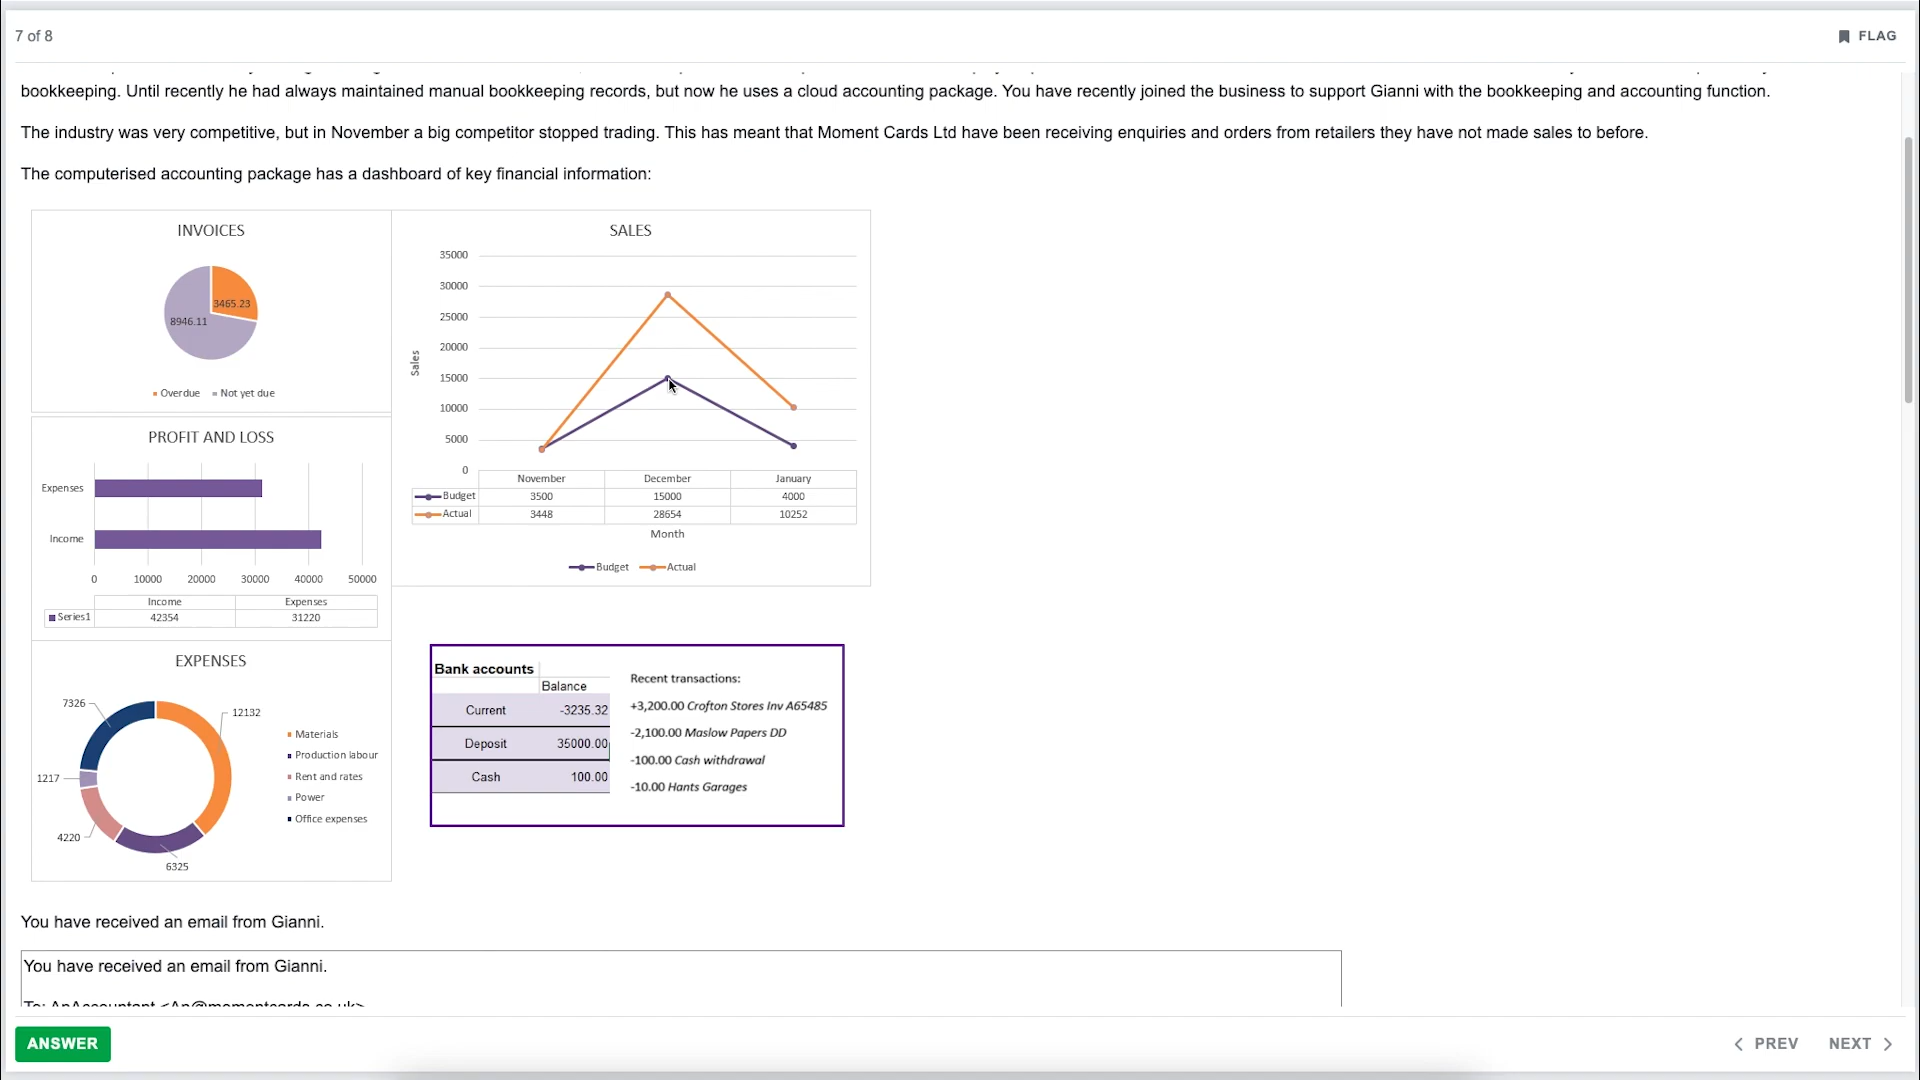 7 of 8
FLAG
bookkeeping. Until recently he had always maintained manual bookkeeping records, but now he uses a cloud accounting package. You have recently joined the business to support Gianni with the bookkeeping and accounting function.
The industry was very competitive, but in November a big competitor stopped trading. This has meant that Moment Cards Ltd have been receiving enquiries and orders from retailers they have not made sales to before.
The computerised accounting package has a dashboard of key financial information:
INVOICES
3465.23
8946.11
Overdue Not yet due
SALES
35000
30000
25000
20000
15000
10000
5000
0
Sales
November December January
Budget 3500 15000 4000
Actual 3448 28654 10252
Month
Budget Actual
PROFIT AND LOSS
Expenses
Income
0 10000 20000 30000 40000 50000
Income Expenses
Series1 42354 31220
EXPENSES
7326
12132
1217
4220
6325
Materials
Production labour
Rent and rates
Power
Office expenses
Bank accounts
Balance
Current -3235.32
Deposit 35000.00
Cash 100.00
Recent transactions:
+3,200.00 Crofton Stores Inv A65485
-2,100.00 Maslow Papers DD
-100.00 Cash withdrawal
-10.00 Hants Garages
You have received an email from Gianni.
You have received an email from Gianni.
To: AnAccountant <An@momentcards.co.uk>
ANSWER
PREV
NEXT